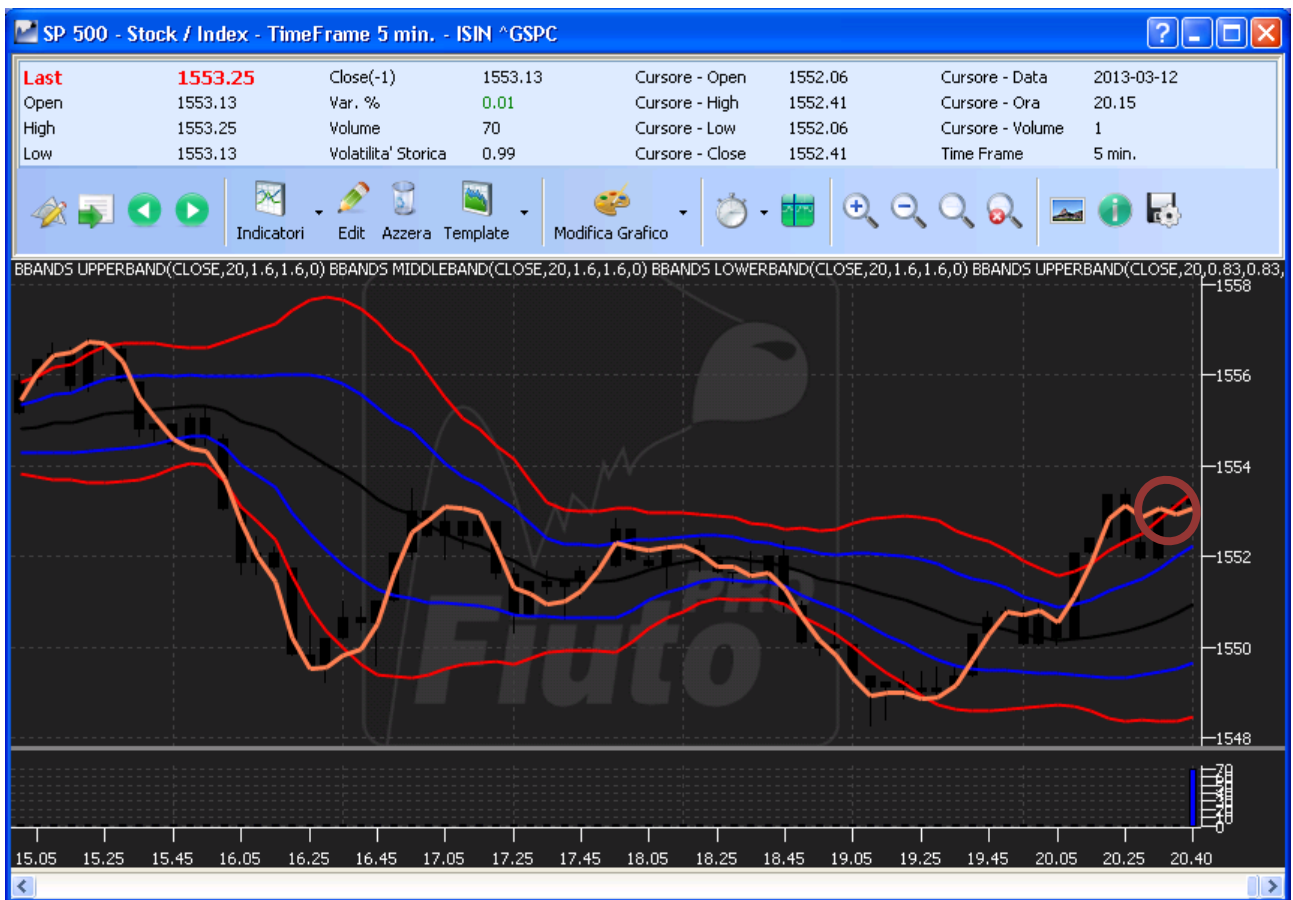 SP 500 - Stock / Index - TimeFrame 5 min. - ISIN ^GSPC
Last 1553.25 Close(-1) 1553.13 Cursore - Open 1552.06 Cursore - Data 2013-03-12
Open 1553.13 Var. % 0.01 Cursore - High 1552.41 Cursore - Ora 20.15
High 1553.25 Volume 70 Cursore - Low 1552.06 Cursore - Volume 1
Low 1553.13 Volatilita' Storica 0.99 Cursore - Close 1552.41 Time Frame 5 min.
Indicatori Edit Azzera Template Modifica Grafico
BBANDS UPPERBAND(CLOSE,20,1.6,1.6,0) BBANDS MIDDLEBAND(CLOSE,20,1.6,1.6,0) BBANDS LOWERBAND(CLOSE,20,1.6,1.6,0) BBANDS UPPERBAND(CLOSE,20,0.83,0.83,
1558
1556
1554
1552
PRO
Fiuto
1550
1548
70
0
15.05 15.25 15.45 16.05 16.25 16.45 17.05 17.25 17.45 18.05 18.25 18.45 19.05 19.25 19.45 20.05 20.25 20.40